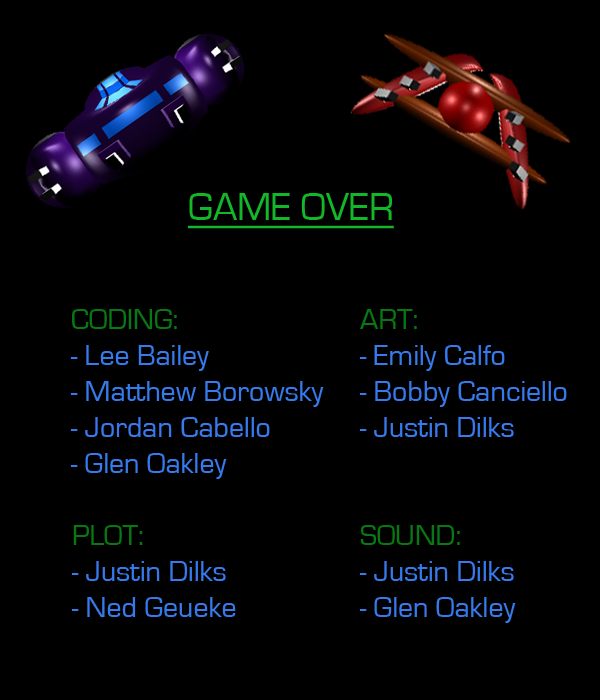 GAME OVER
CODING:
- Lee Bailey
- Matthew Borowsky
- Jordan Cabello
- Glen Oakley
ART:
- Emily Calfo
- Bobby Canciello
- Justin Dilks
PLOT:
- Justin Dilks
- Ned Geueke
SOUND:
- Justin Dilks
- Glen Oakley